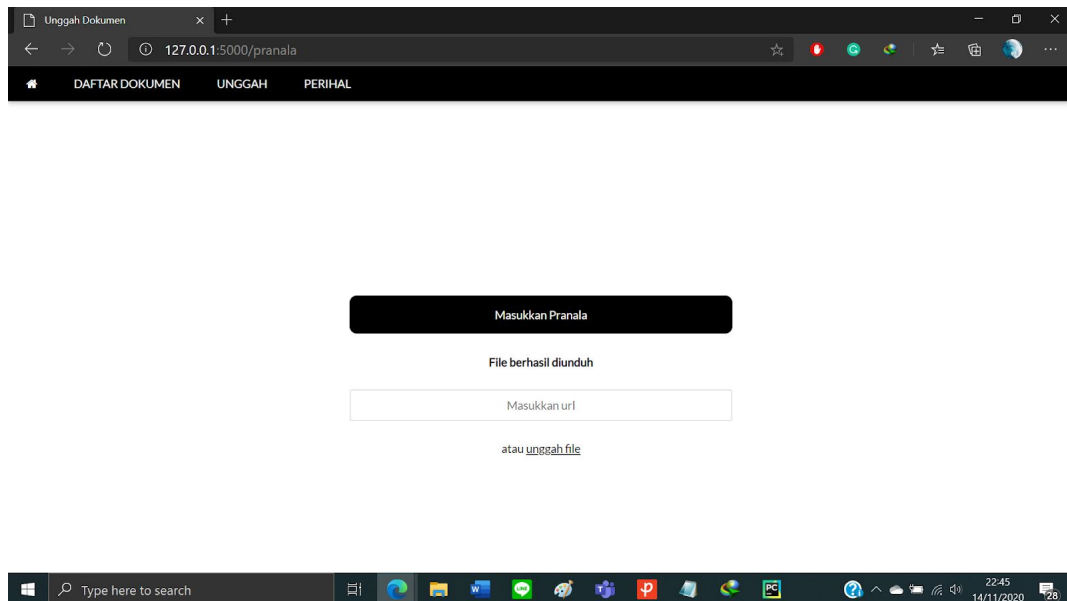 Unggah Dokumen
127.0.0.1:5000/pranala
DAFTAR DOKUMEN UNGGAH PERIHAL
Masukkan Pranala
File berhasil diunduh
Masukkan url
atau unggah file
Type here to search
22:45
14/11/2020
28